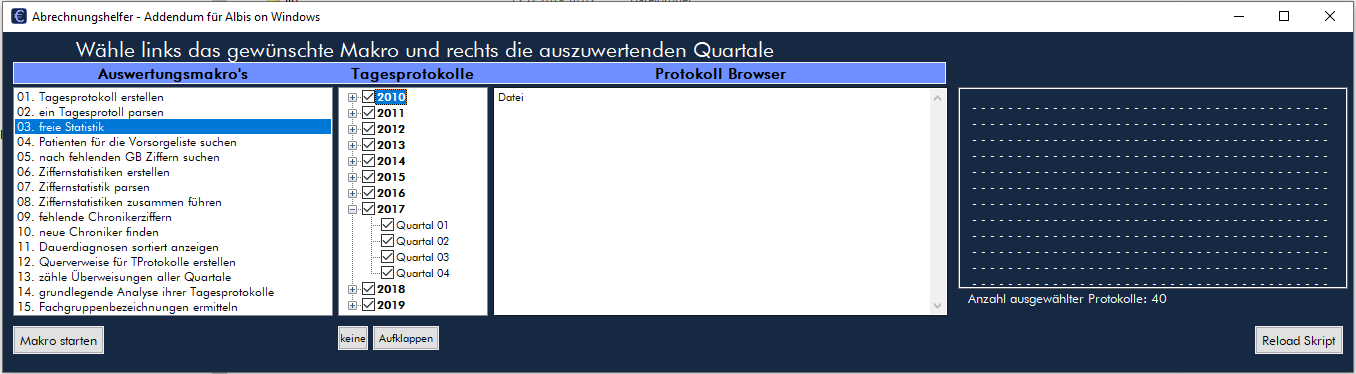 Abrechnungshelfer - Addendum für Albis on Windows
Wähle links das gewünschte Makro und rechts die auszuwertenden Quartale
Auswertungsmakro's
01. Tagesprotokoll erstellen
02. ein Tagesprotoll parsen
03. freie Statistik
04. Patienten für die Vorsorgeliste suchen
05. nach fehlenden GB Ziffern suchen
06. Ziffernstatistiken erstellen
07. Ziffernstatistik parsen
08. Ziffernstatistiken zusammen führen
09. fehlende Chronikerziffern
10. neue Chroniker finden
11. Dauerdiagnosen sortiert anzeigen
12. Querverweise für TProtokolle erstellen
13. zähle Überweisungen aller Quartale
14. grundlegende Analyse ihrer Tagesprotokolle
15. Fachgruppenbezeichnungen ermitteln
Makro starten
Tagesprotokolle
2010
2011
2012
2013
2014
2015
2016
2017
Quartal 01
Quartal 02
Quartal 03
Quartal 04
2018
2019
keine
Aufklappen
Protokoll Browser
Datei
Anzahl ausgewählter Protokolle: 40
Reload Skript